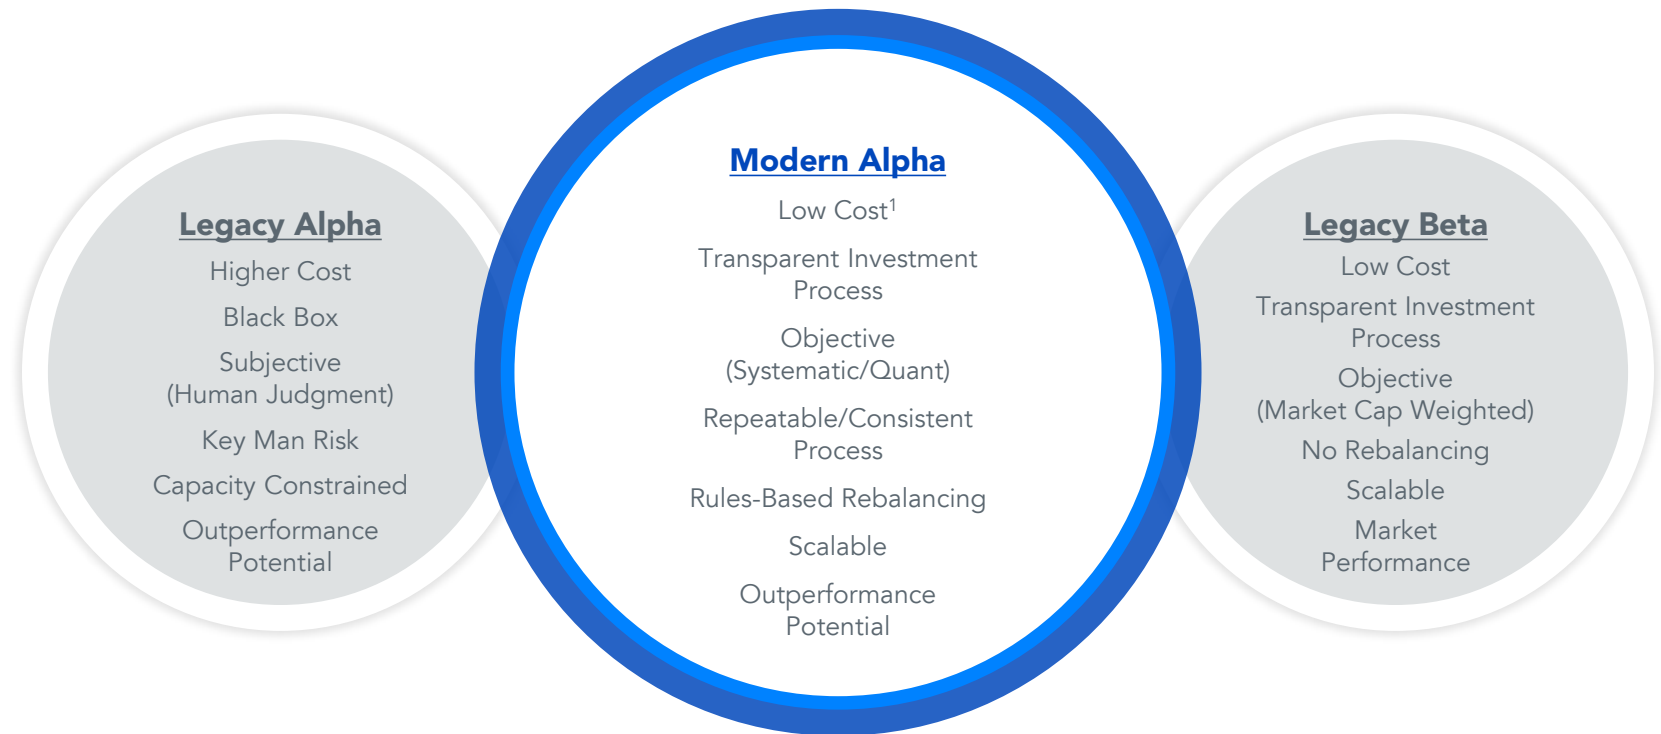 Legacy Alpha
Higher Cost
Black Box
Subjective
(Human Judgment)
Key Man Risk
Capacity Constrained
Outperformance
Potential
Modern Alpha
Low Cost¹
Transparent Investment
Process
Objective
(Systematic/Quant)
Repeatable/Consistent
Process
Rules-Based Rebalancing
Scalable
Outperformance
Potential
Legacy Beta
Low Cost
Transparent Investment
Process
Objective
(Market Cap Weighted)
No Rebalancing
Scalable
Market
Performance